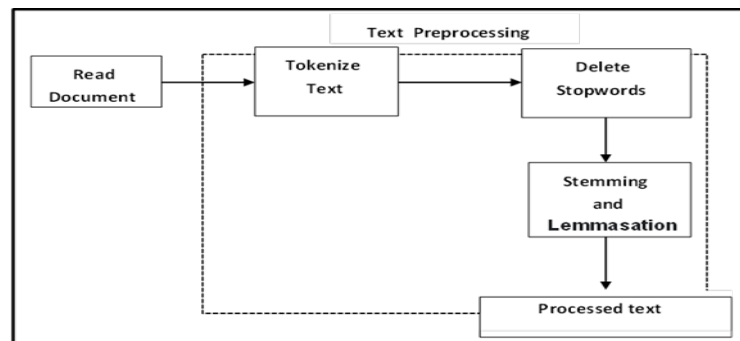 Text Preprocessing
Read
Document
Tokenize
Text
Delete
Stopwords
Stemming
and
Lemmasation
Processed text